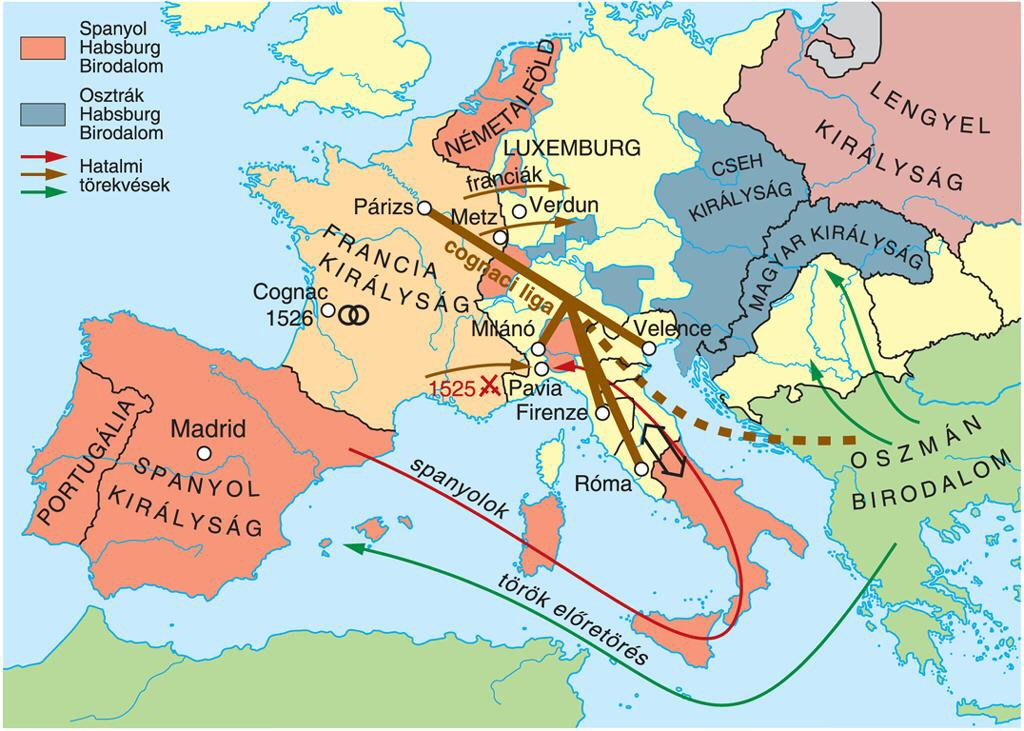 Spanyol
Habsburg
Birodalom
Osztrák
Habsburg
Birodalom
Hatalmi
törekvések
NÉMETALFÖLD
LUXEMBURG
franciák
Verdun
Metz
Párizs
FRANCIA
KIRÁLYSÁG
cognaci liga
Cognac
1526
LENGYEL
KIRÁLYSÁG
CSEH
KIRÁLYSÁG
MAGYAR KIRÁLYSÁG
Milánó
Velence
1525
Pavia
Firenze
Róma
PORTUGÁLIA
Madrid
SPANYOL
KIRÁLYSÁG
spanyolok
török előretörés
OSZMÁN
BIRODALOM